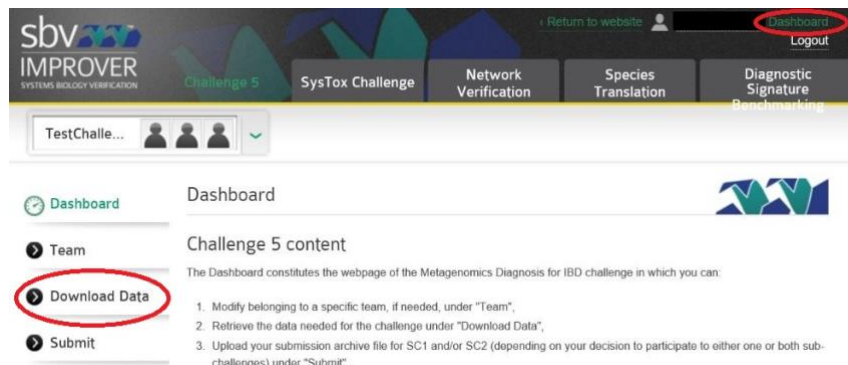 ‹ Return to website
Dashboard
Logout
sbv
IMPROVER
SYSTEMS BIOLOGY VERIFICATION
Challenge 5
SysTox Challenge
Network
Verification
Species
Translation
Diagnostic
Signature
Benchmarking
TestChalle...
Dashboard
Team
Download Data
Submit
Dashboard
Challenge 5 content
The Dashboard constitutes the webpage of the Metagenomics Diagnosis for IBD challenge in which you can:
1. Modify belonging to a specific team, if needed, under "Team",
2. Retrieve the data needed for the challenge under "Download Data",
3. Upload your submission archive file for SC1 and/or SC2 (depending on your decision to participate to either one or both sub-
challenges) under "Submit"